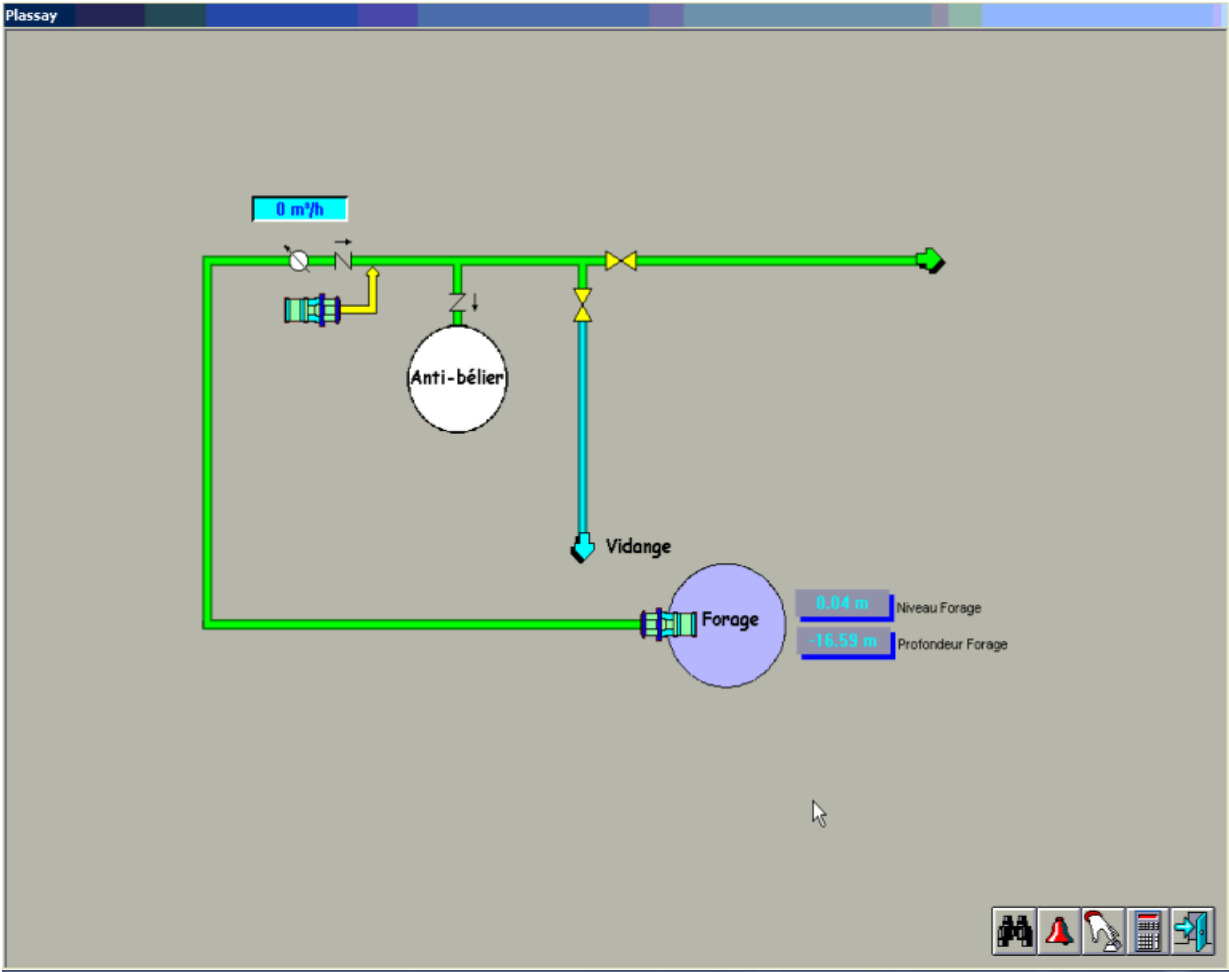 Plassay
0 m³/h
Anti-bélier
Vidange
Forage
0.04 m
Niveau Forage
-16.59 m
Profondeur Forage